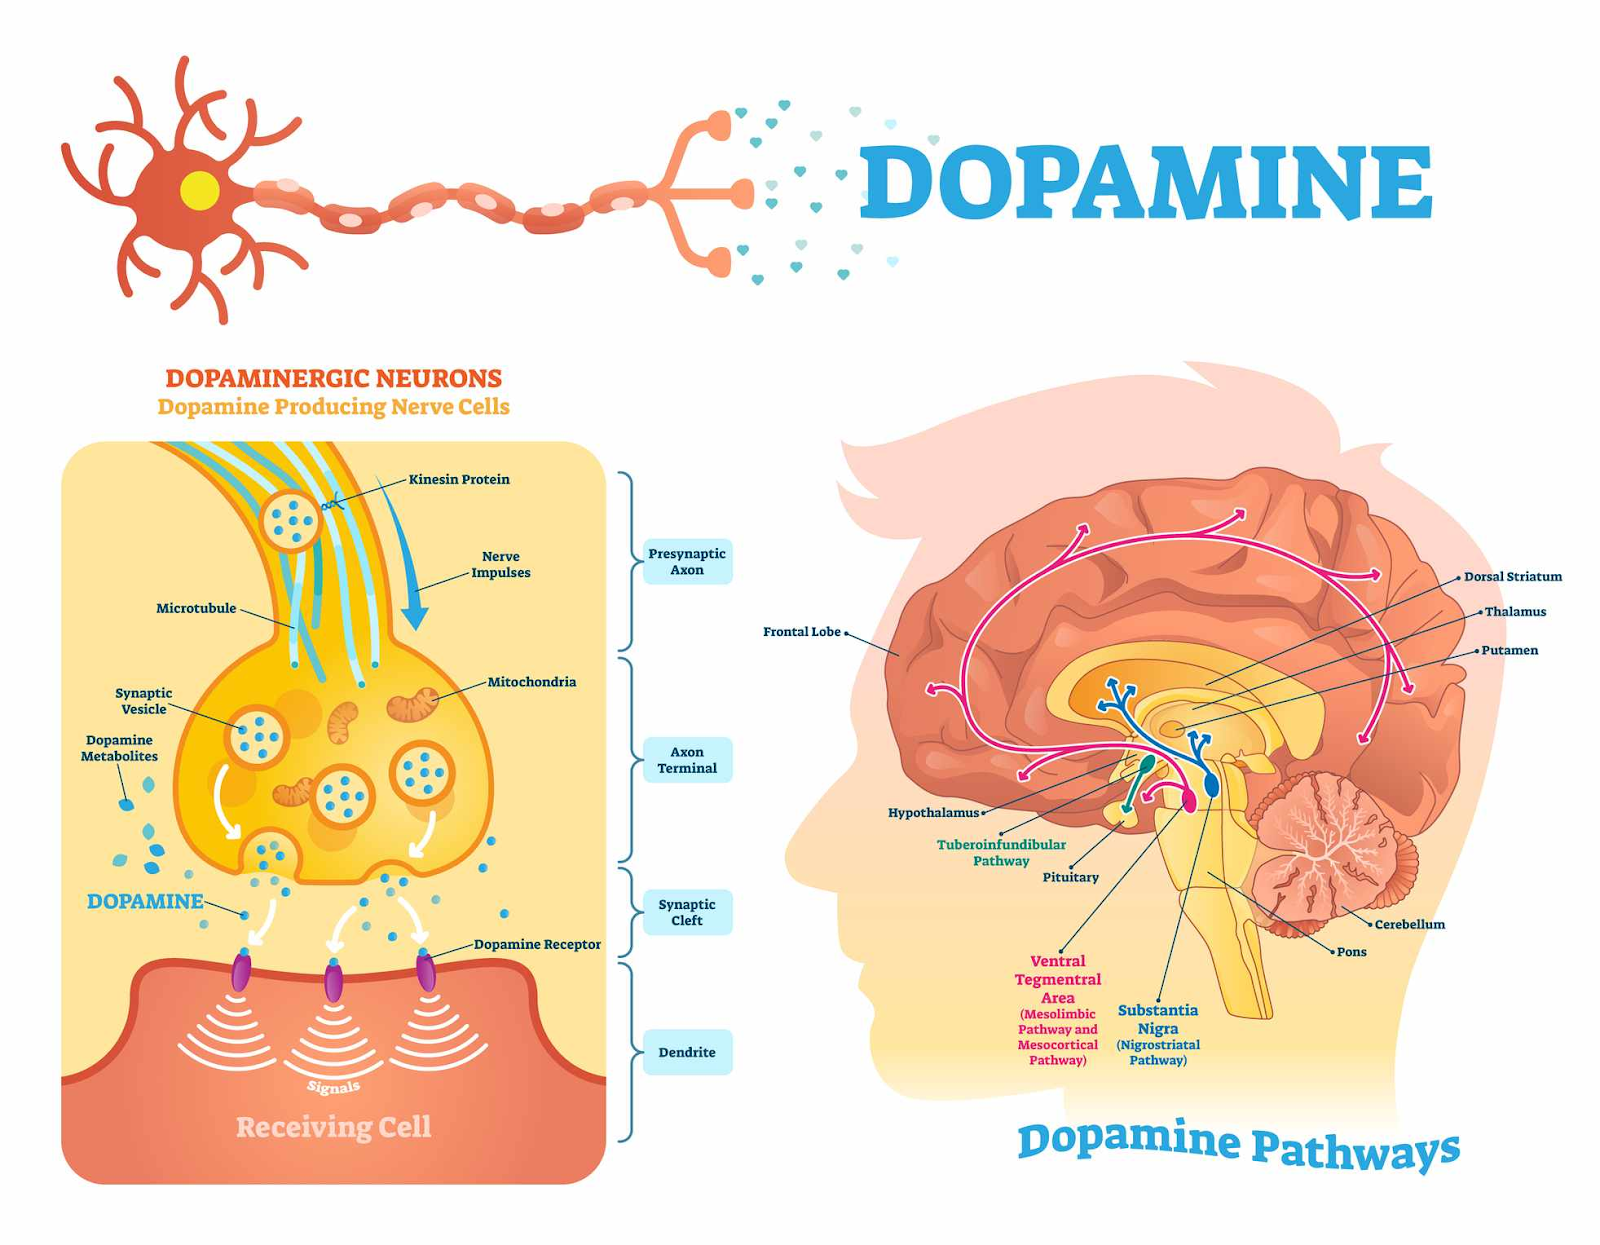 DOPAMINE
DOPAMINERGIC NEURONS
Dopamine Producing Nerve Cells
Kinesin Protein
Nerve
Impulses
Microtubule
Mitochondria
Synaptic
Vesicle
Dopamine
Metabolites
DOPAMINE
Dopamine Receptor
Signals
Receiving Cell
Presynaptic
Axon
Axon
Terminal
Synaptic
Cleft
Dendrite
Frontal Lobe
Dorsal Striatum
Thalamus
Putamen
Hypothalamus
Tuberoinfundibular
Pathway
Pituitary
Cerebellum
Pons
Ventral
Tegmentral
Area
(Mesolimbic
Pathway and
Mesocortical
Pathway)
Substantia
Nigra
(Nigrostriatal
Pathway)
Dopamine Pathways